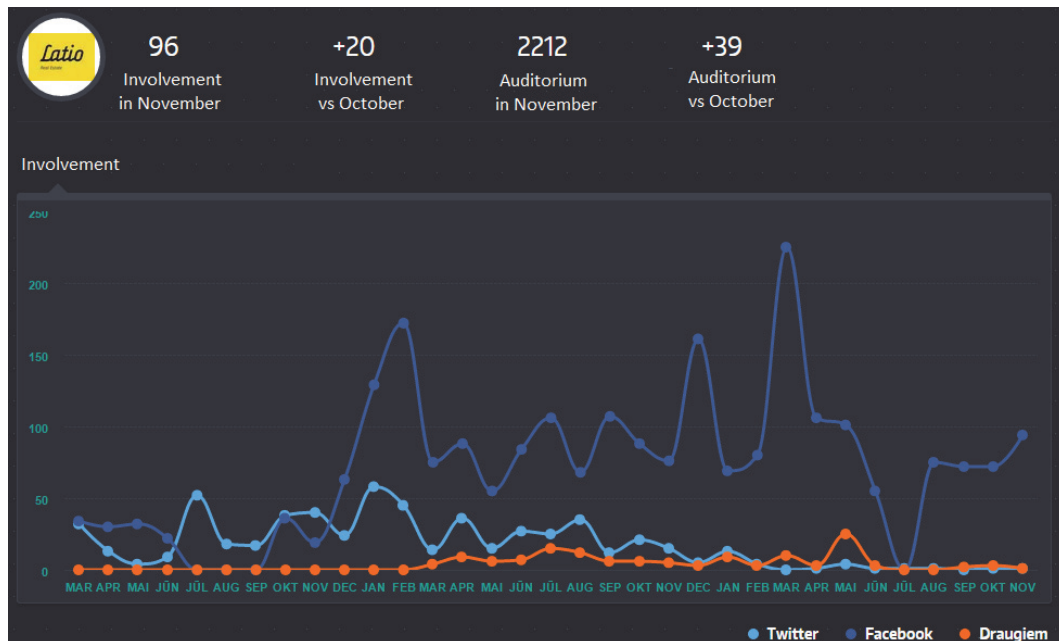 Latio
Real Estate
96 +20 2212 +39
Involvement Involvement Auditorium Auditorium
in November vs October in November vs October
Involvement
250
200
150
100
50
0
MAR APR MAI JŪN JŪL AUG SEP OKT NOV DEC JAN FEB MAR APR MAI JŪN JŪL AUG SEP OKT NOV DEC JAN FEB MAR APR MAI JŪN JŪL AUG SEP OKT NOV
Twitter Facebook Draugiem